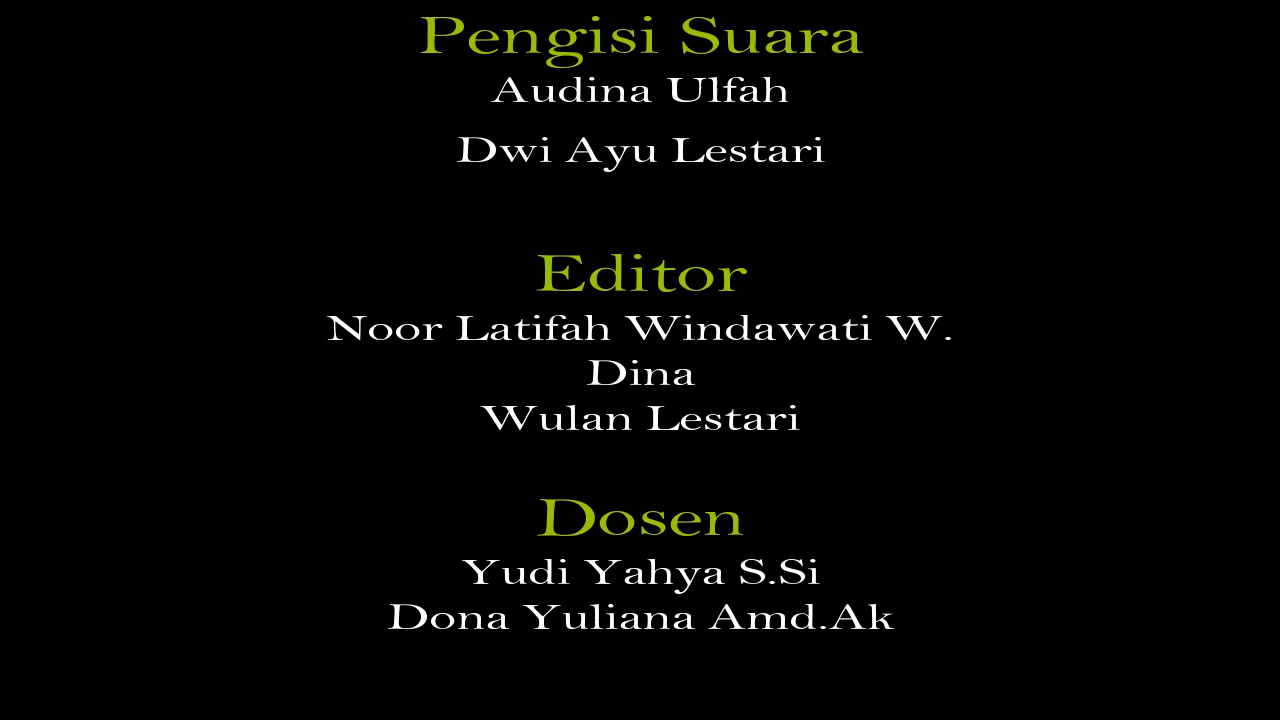 Pengisi Suara
Audina Ulfah
Dwi Ayu Lestari
Editor
Noor Latifah Windawati W.
Dina
Wulan Lestari
Dosen
Yudi Yahya S.Si
Dona Yuliana Amd.Ak